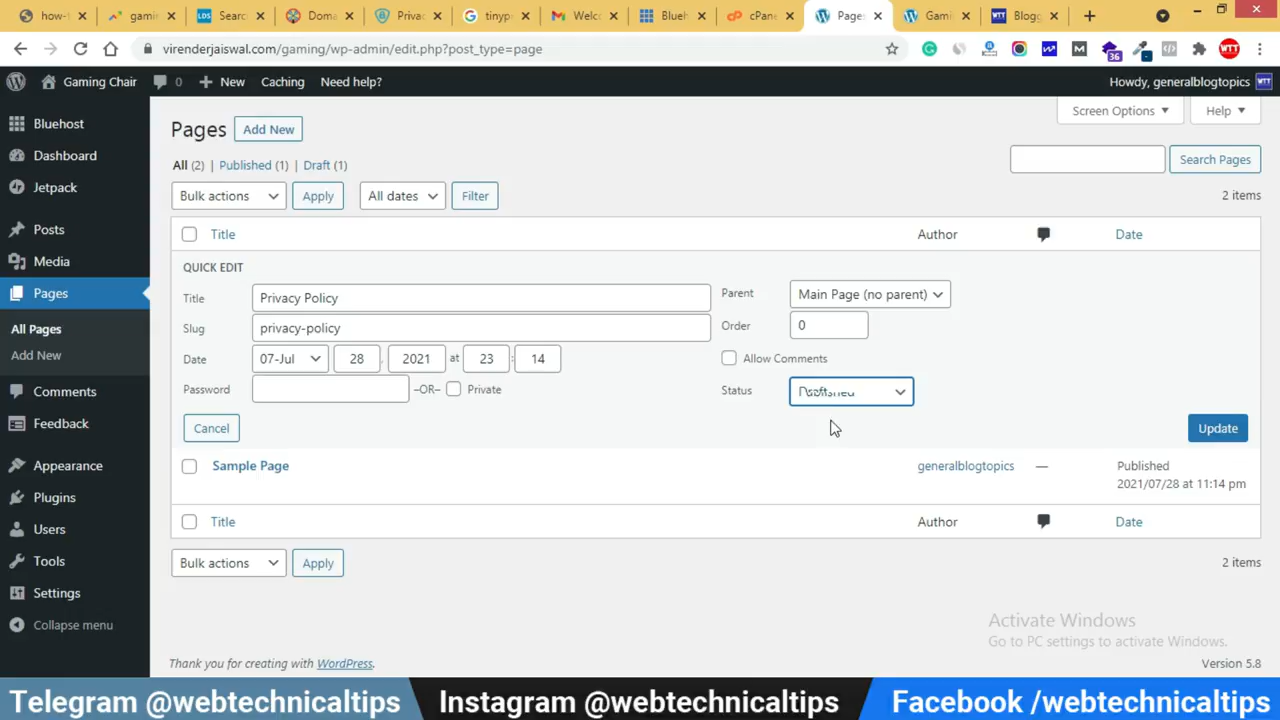 how-t
gamin
Searc
Doma
Privac
tinyp
Welco
Blueh
cPane
Page:
Gami
Blogg
virenderjaiswal.com/gaming/wp-admin/edit.php?post_type=page
36
Gaming Chair
0
New
Caching
Need help?
Howdy, generalblogtopics
Bluehost
Dashboard
Jetpack
Posts
Media
Pages
All Pages
Add New
Comments
Feedback
Appearance
Plugins
Users
Tools
Settings
Collapse menu
Screen Options
Help
Pages
Add New
All (2) | Published (1) | Draft (1)
Search Pages
Bulk actions
Apply
All dates
Filter
2 items
Title
Author
Date
QUICK EDIT
Title
Privacy Policy
Slug
privacy-policy
Date
07-Jul
28
,
2021
at
23
:
14
Password
–OR–
Private
Parent
Main Page (no parent)
Order
0
Allow Comments
Status
Cancel
Update
Sample Page
generalblogtopics
—
Published
2021/07/28 at 11:14 pm
Title
Author
Date
Bulk actions
Apply
2 items
Activate Windows
Go to PC settings to activate Windows.
Thank you for creating with WordPress.
Version 5.8
Telegram @webtechnicaltips
Instagram @webtechnicaltips
Facebook /webtechnicaltips